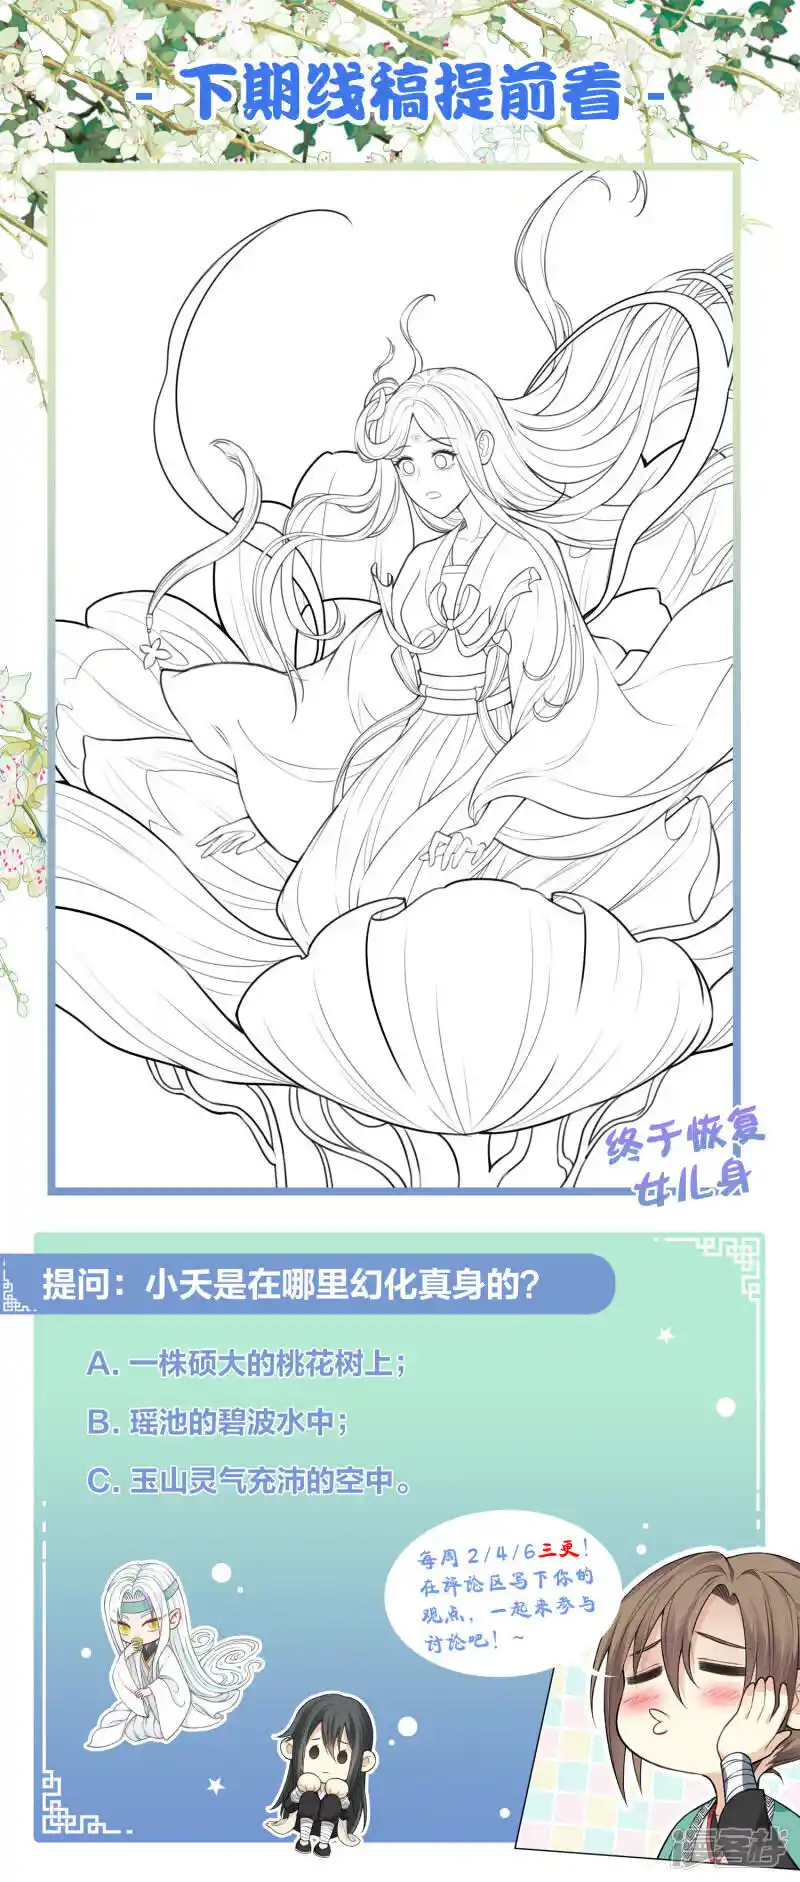 - 下期线稿提前看 -
终于恢复
女儿身
提问：小夭是在哪里幻化真身的？
A. 一株硕大的桃花树上；
B. 瑶池的碧波水中；
C. 玉山灵气充沛的空中。
每周2/4/6三更！
在评论区写下你的
观点，一起来参与
讨论吧！~
漫客栈